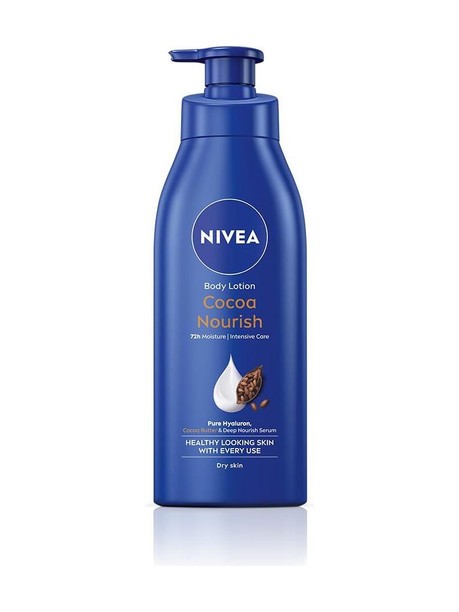 NIVEA
Body Lotion
Cocoa
Nourish
72h Moisture | Intensive Care
Pure Hyaluron,
Cocoa Butter & Deep Nourish Serum
HEALTHY LOOKING SKIN
WITH EVERY USE
Dry skin